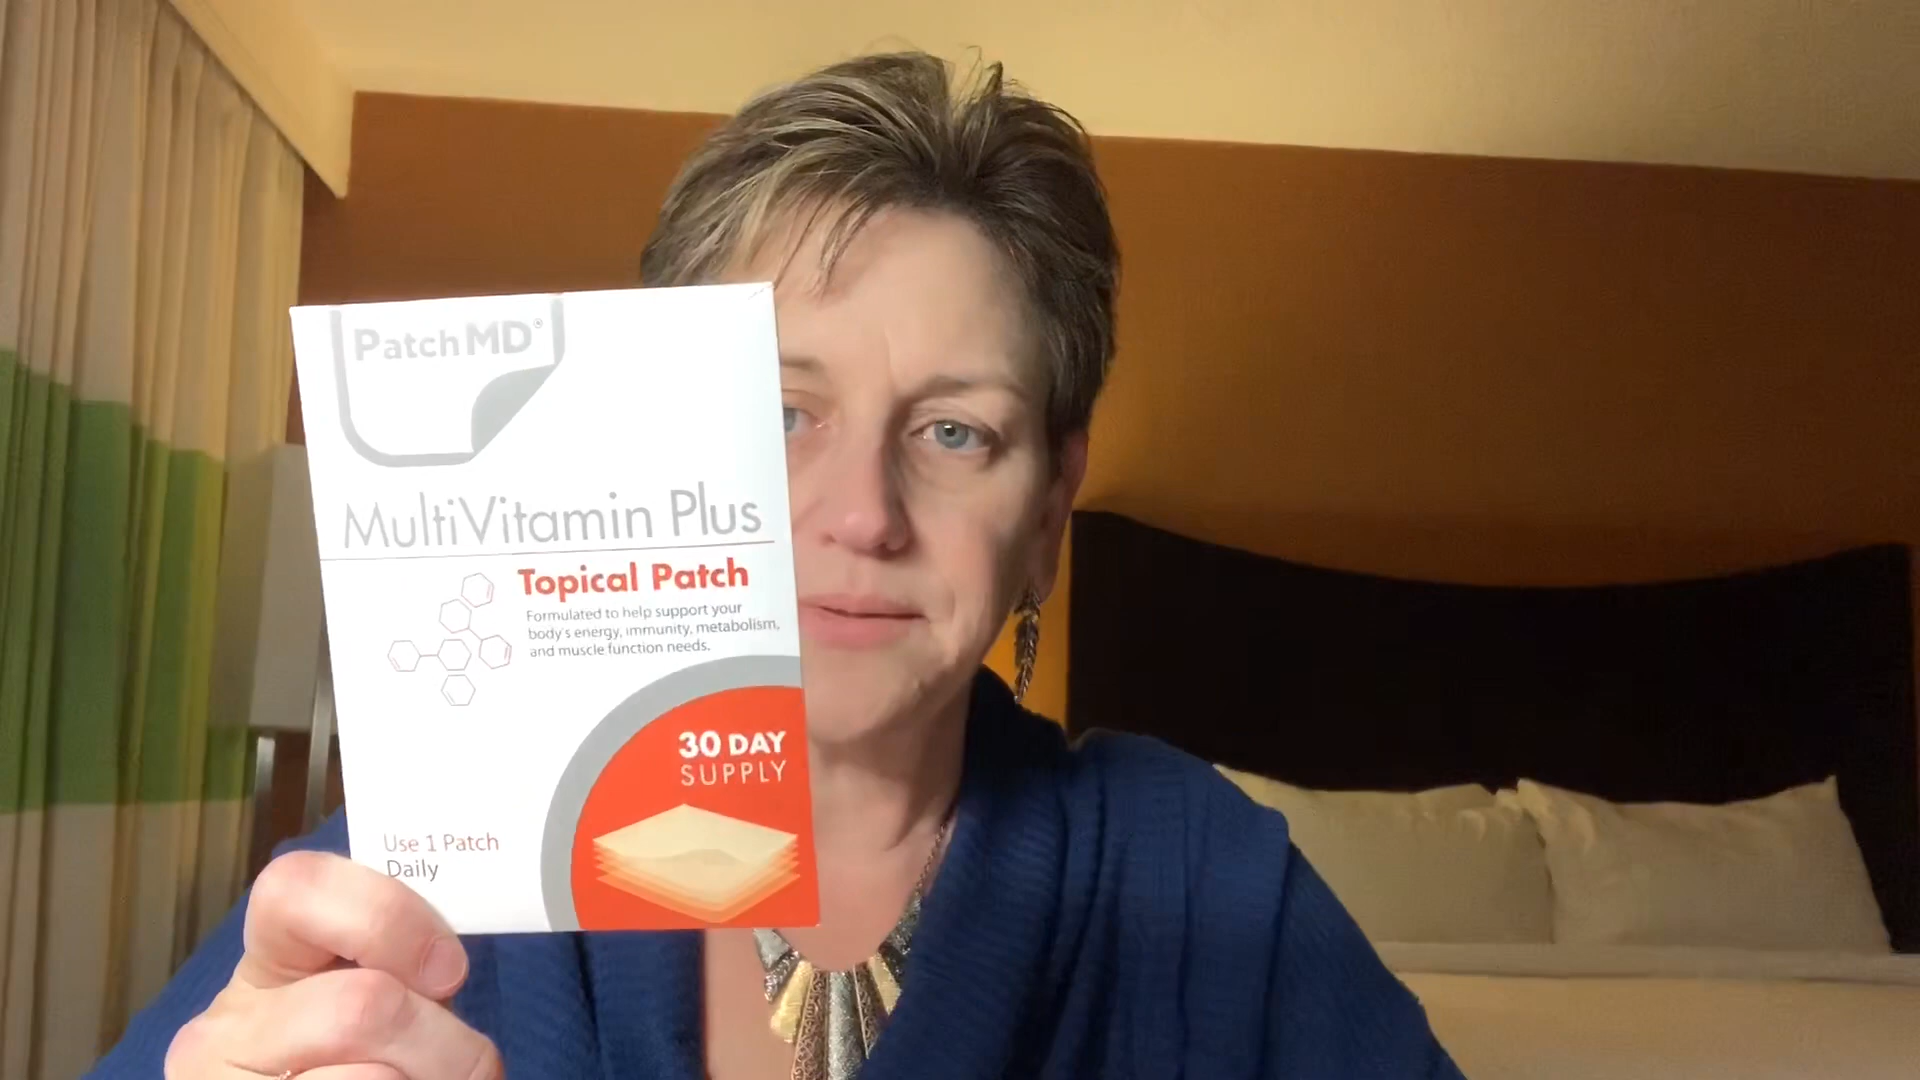 PatchMD®
MultiVitamin Plus
Topical Patch
Formulated to help support your
body's energy, immunity, metabolism,
and muscle function needs.
30 DAY
SUPPLY
Use 1 Patch
Daily